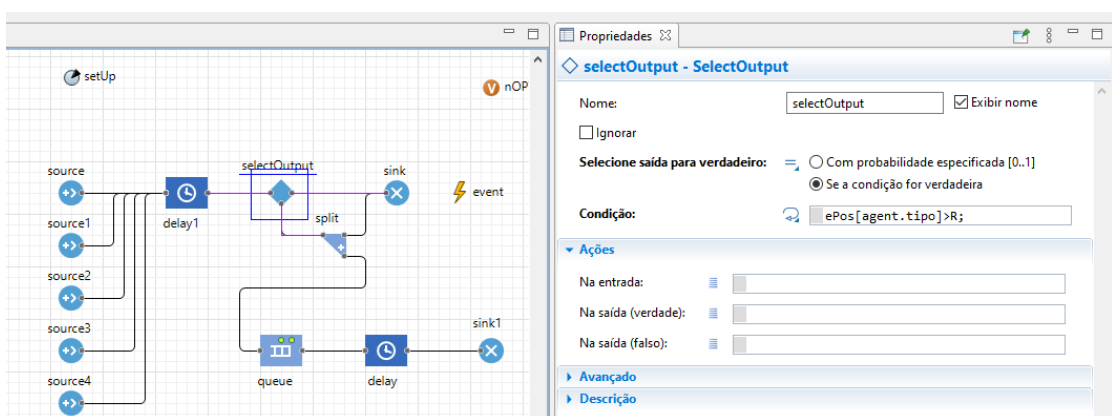 setUp
nOP
source
selectOutput
sink
event
source1
delay1
split
source2
source3
sink1
source4
queue
delay
Propriedades
selectOutput - SelectOutput
Nome:
selectOutput
Exibir nome
Ignorar
Selecione saída para verdadeiro:
Com probabilidade especificada [0..1]
Se a condição for verdadeira
Condição:
ePos[agent.tipo]>R;
Ações
Na entrada:
Na saída (verdade):
Na saída (falso):
Avançado
Descrição